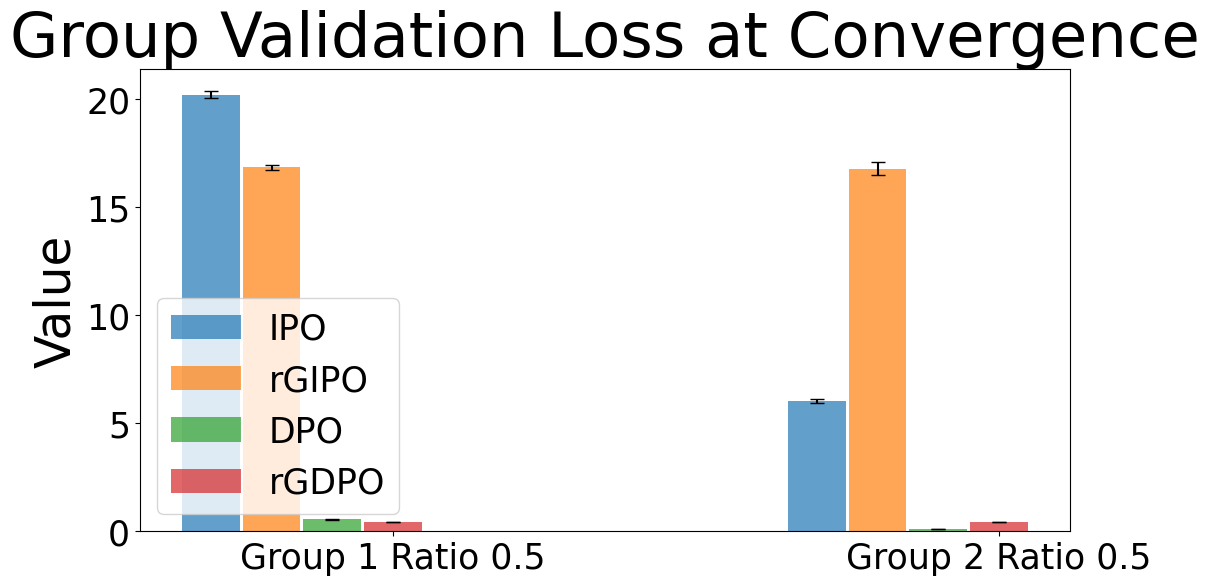 Group Validation Loss at Convergence
Value
20
15
10
5
0
IPO
rGIPO
DPO
rGDPO
Group 1 Ratio 0.5
Group 2 Ratio 0.5